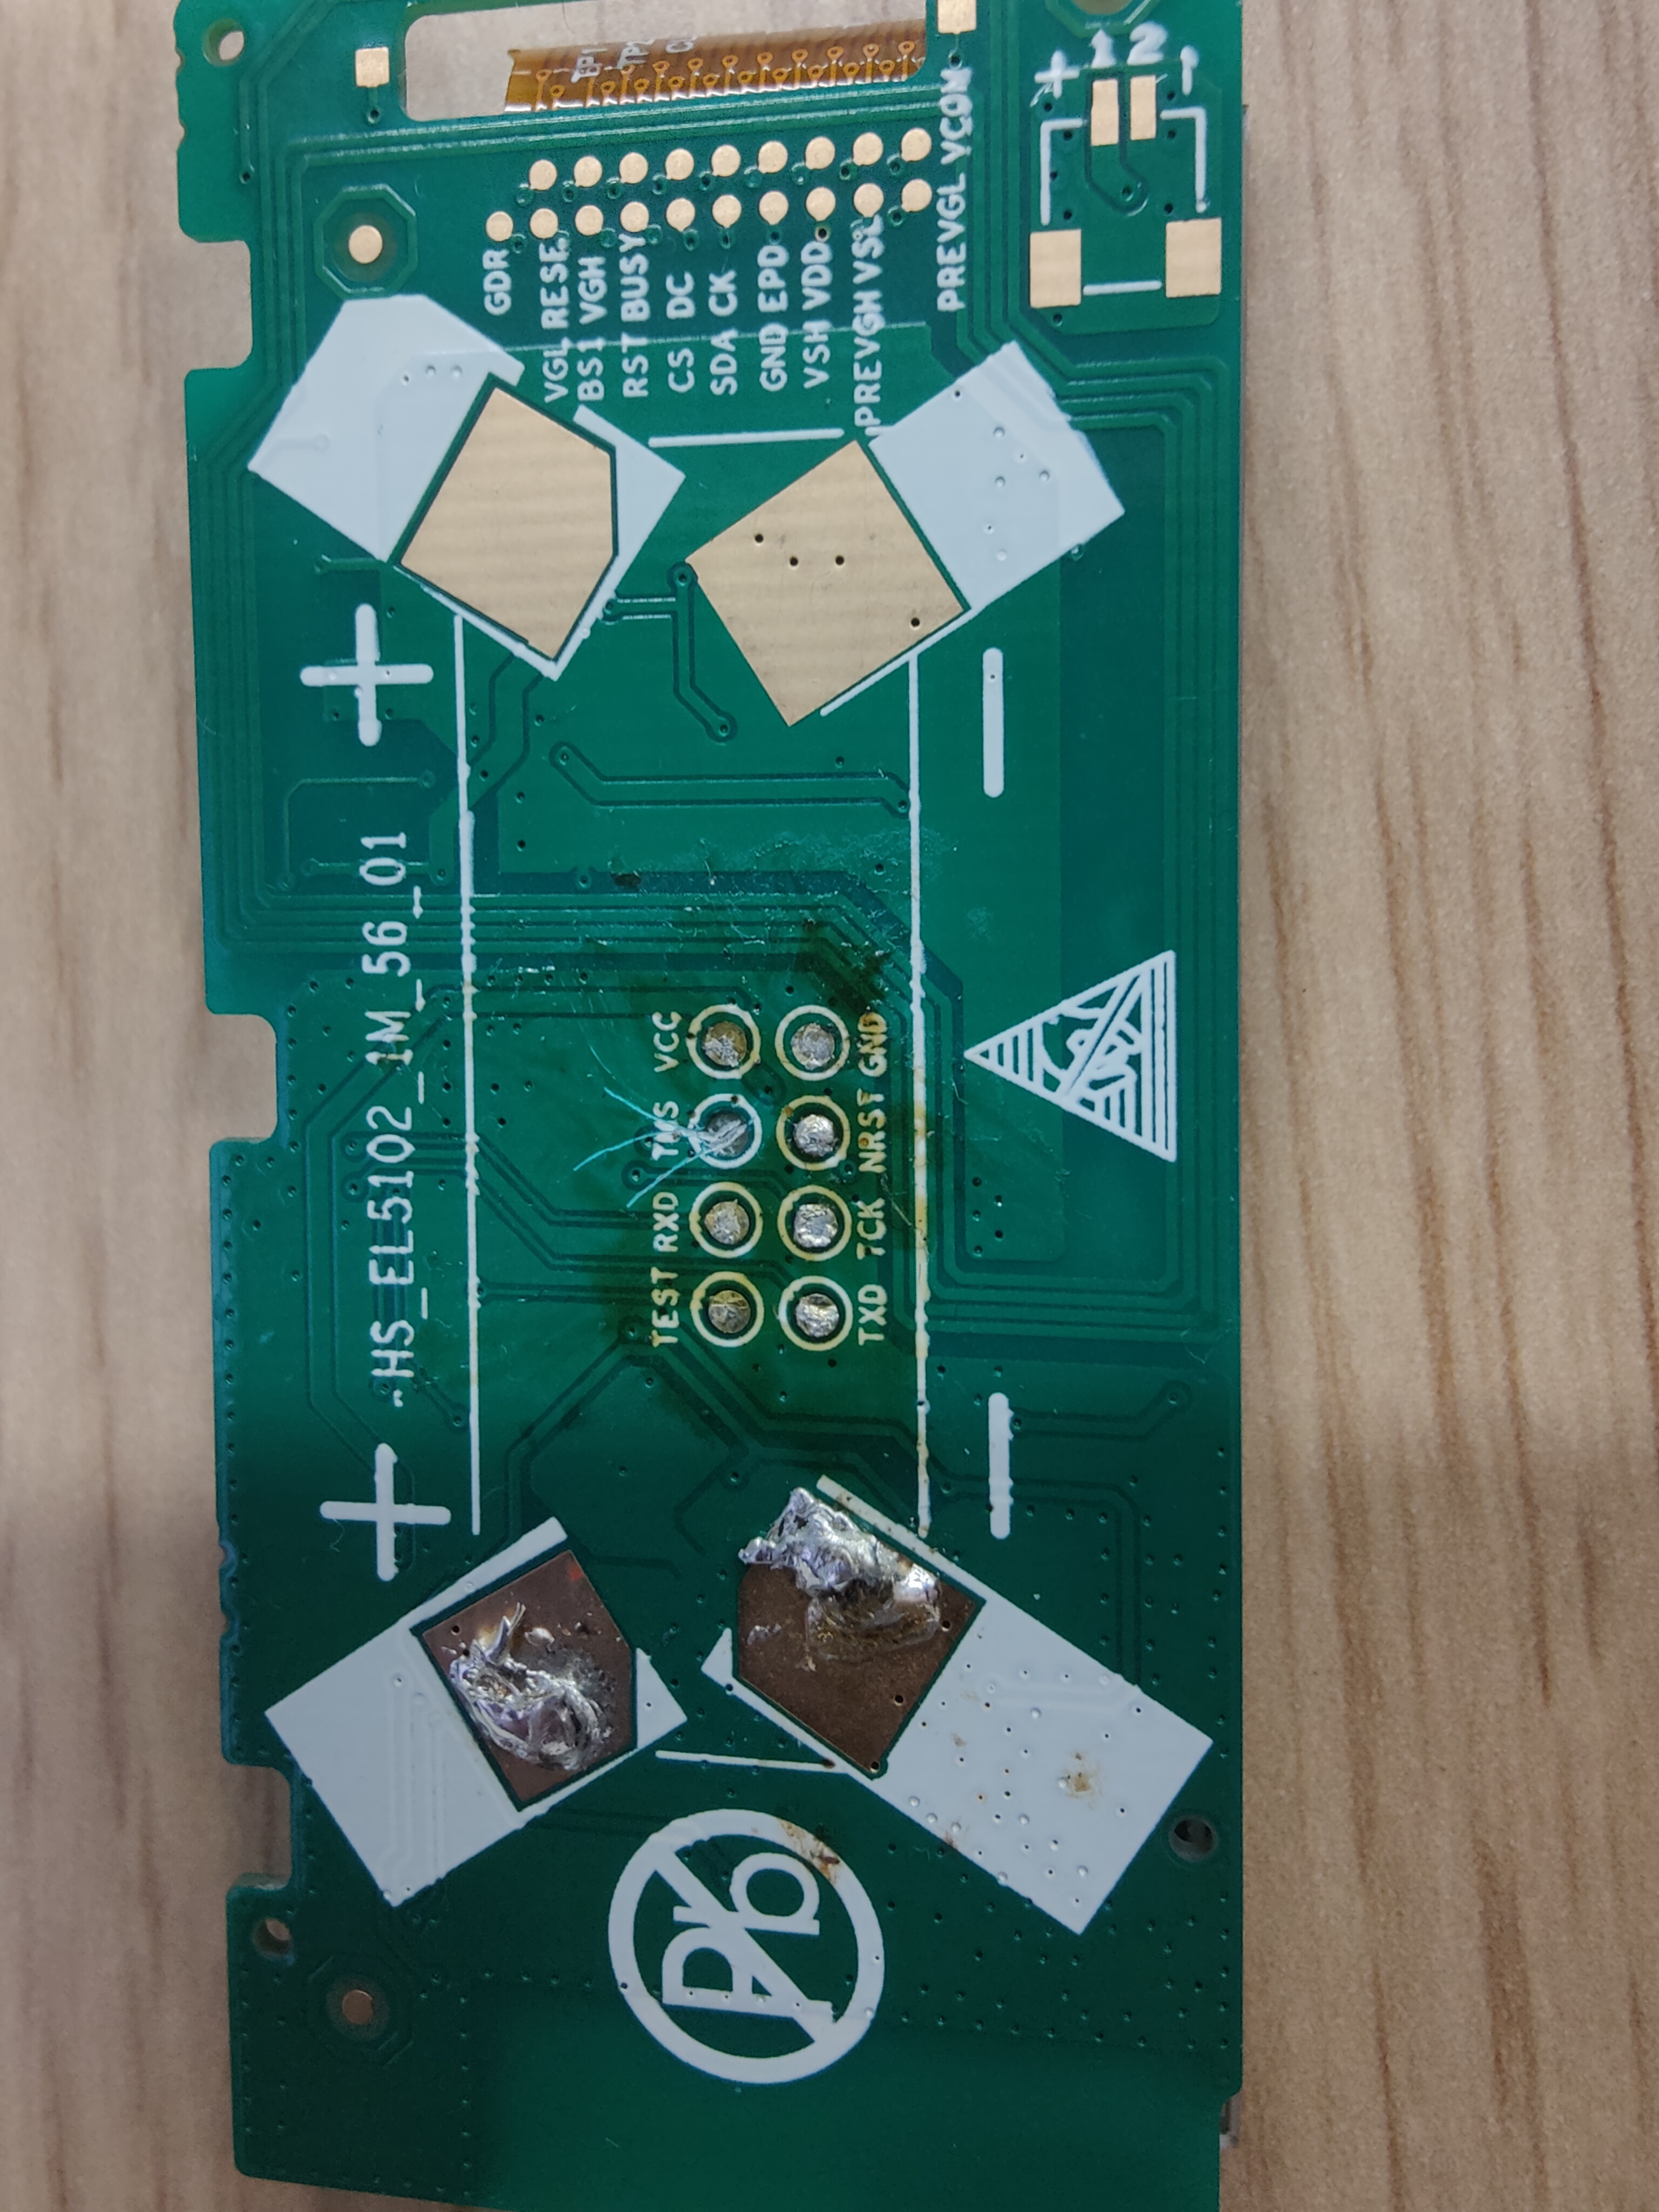 + 1 2 -
GDR
VGL RESE
BS1 VGH
RST BUSY
CS DC
SDA CK
GND EPD
VSH VDD
PREVGH VSL
PREVGL VCOM
+
-
HS_EL5102_1M_56_01
VCC
TMS
RXD
TEST
GND
NRST
TCK
TXD
+
-
Pb